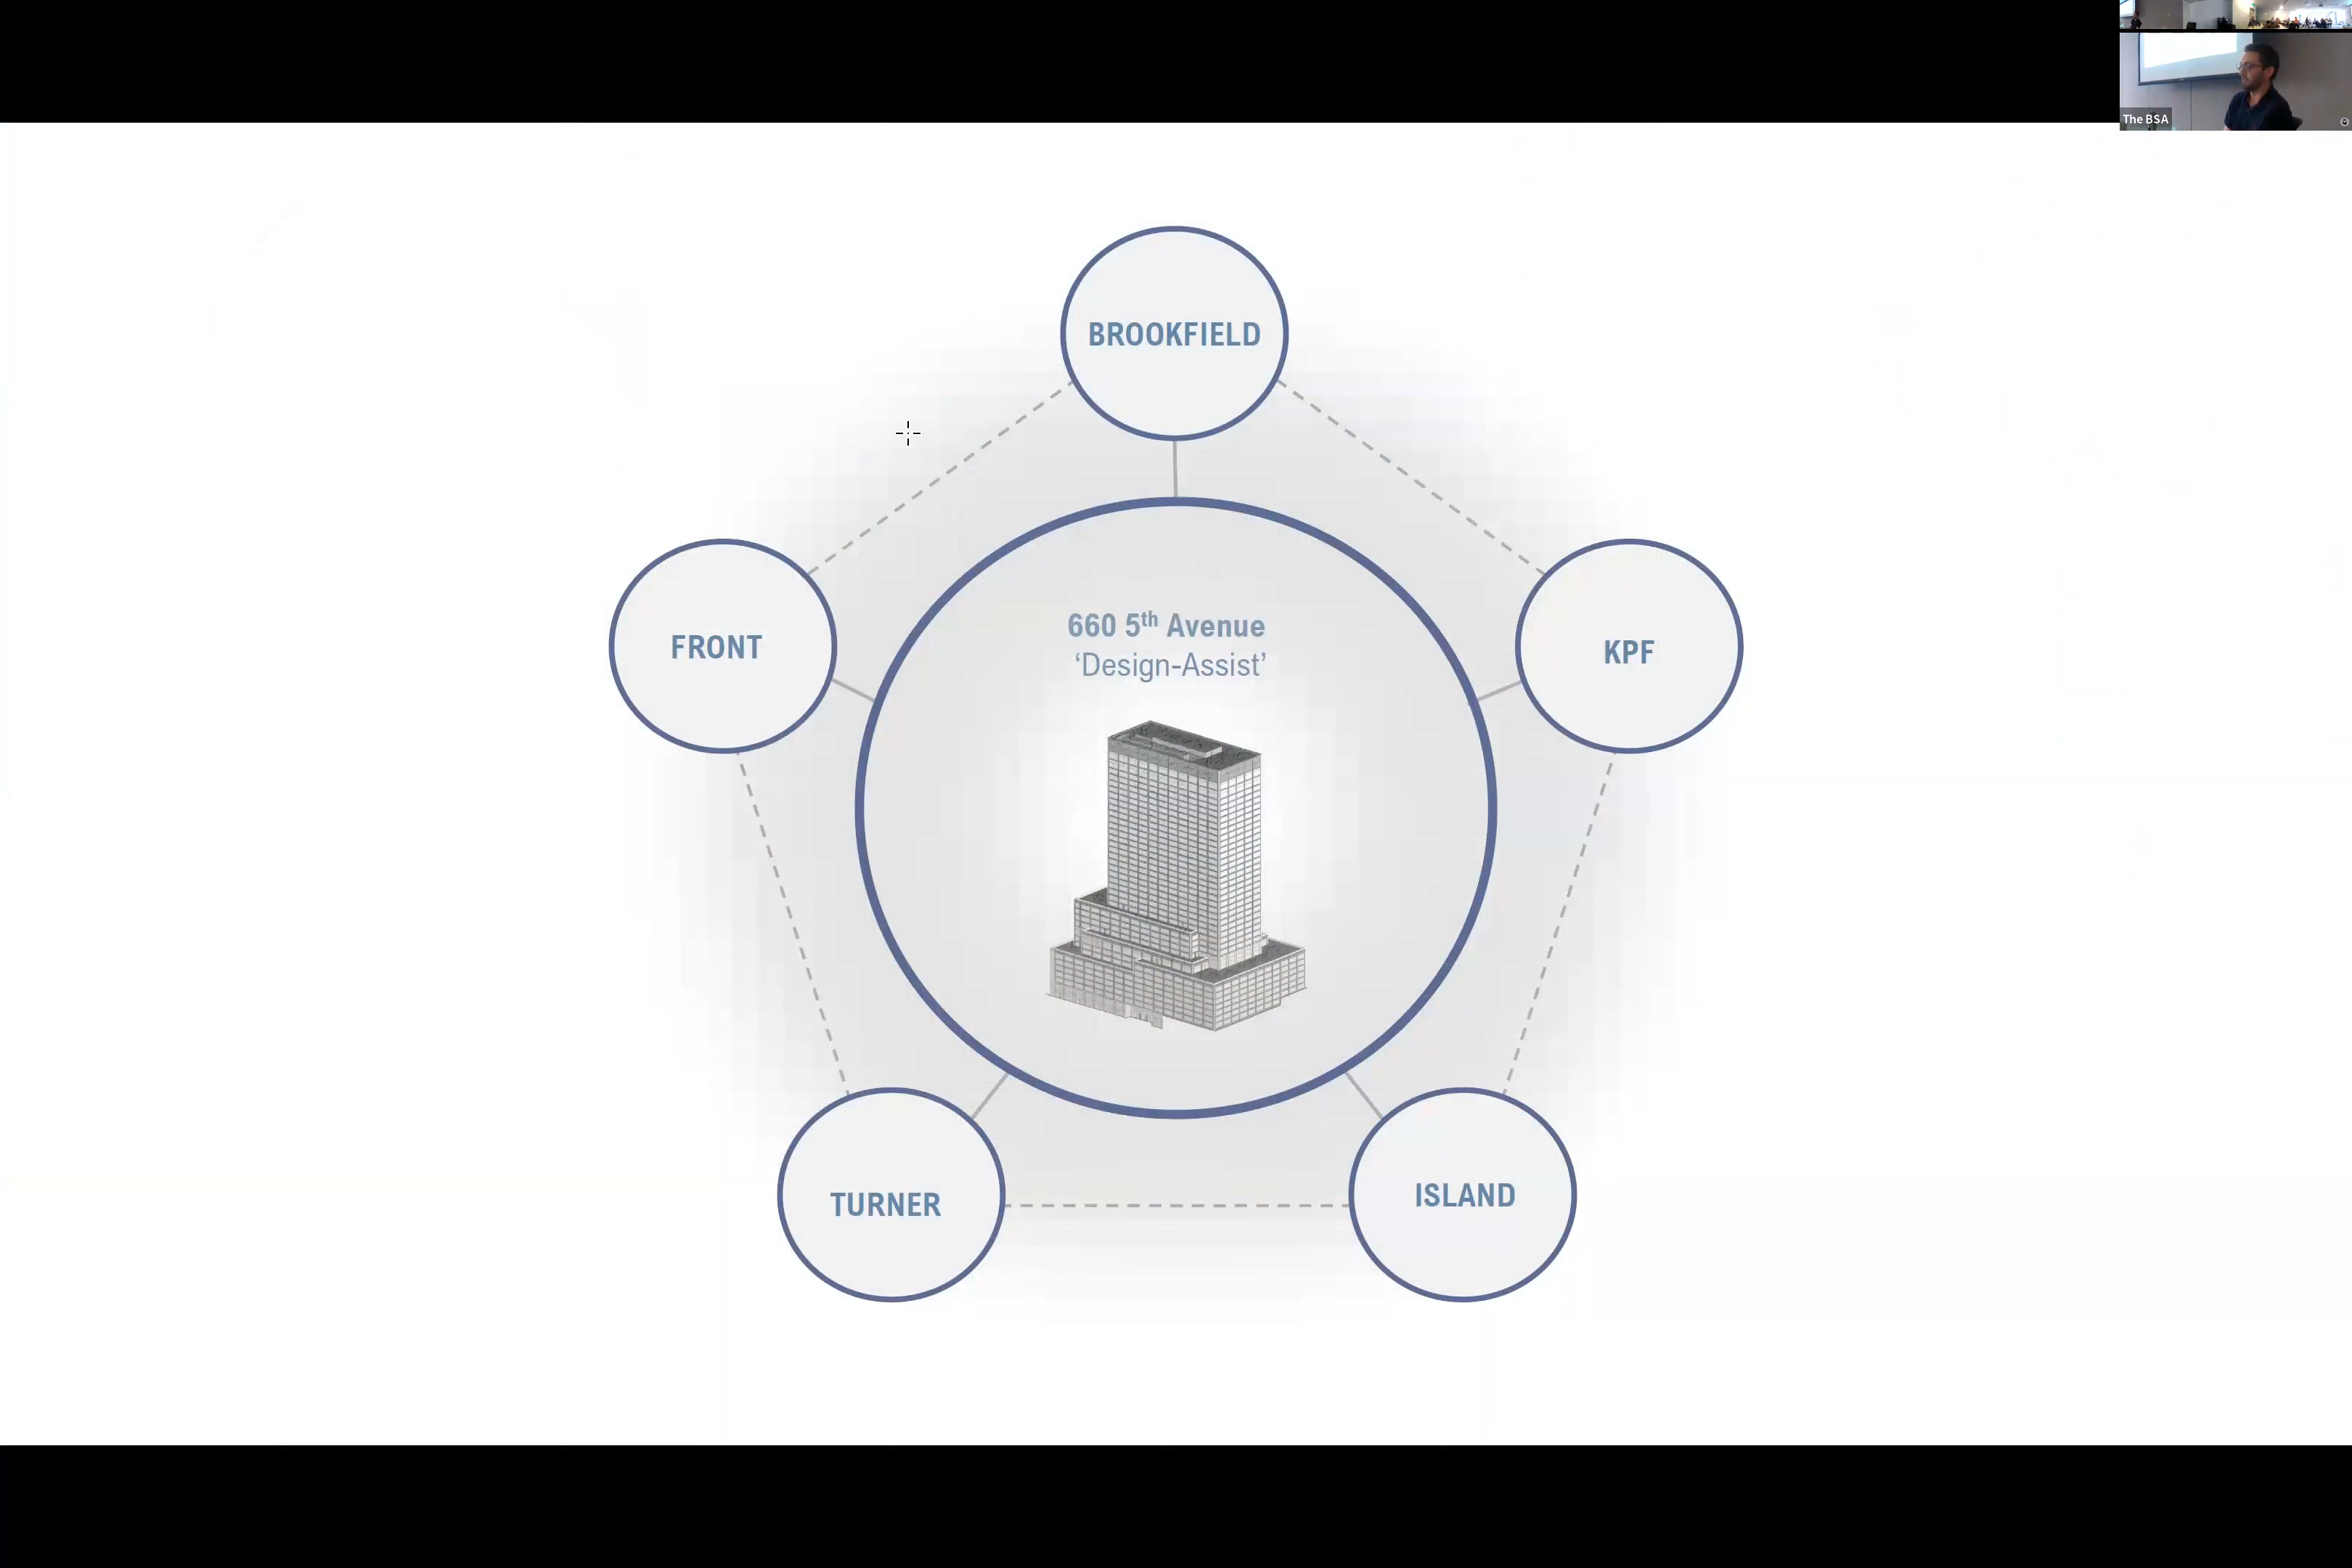 The BSA
BROOKFIELD
FRONT
KPF
660 5th Avenue
‘Design-Assist’
TURNER
ISLAND